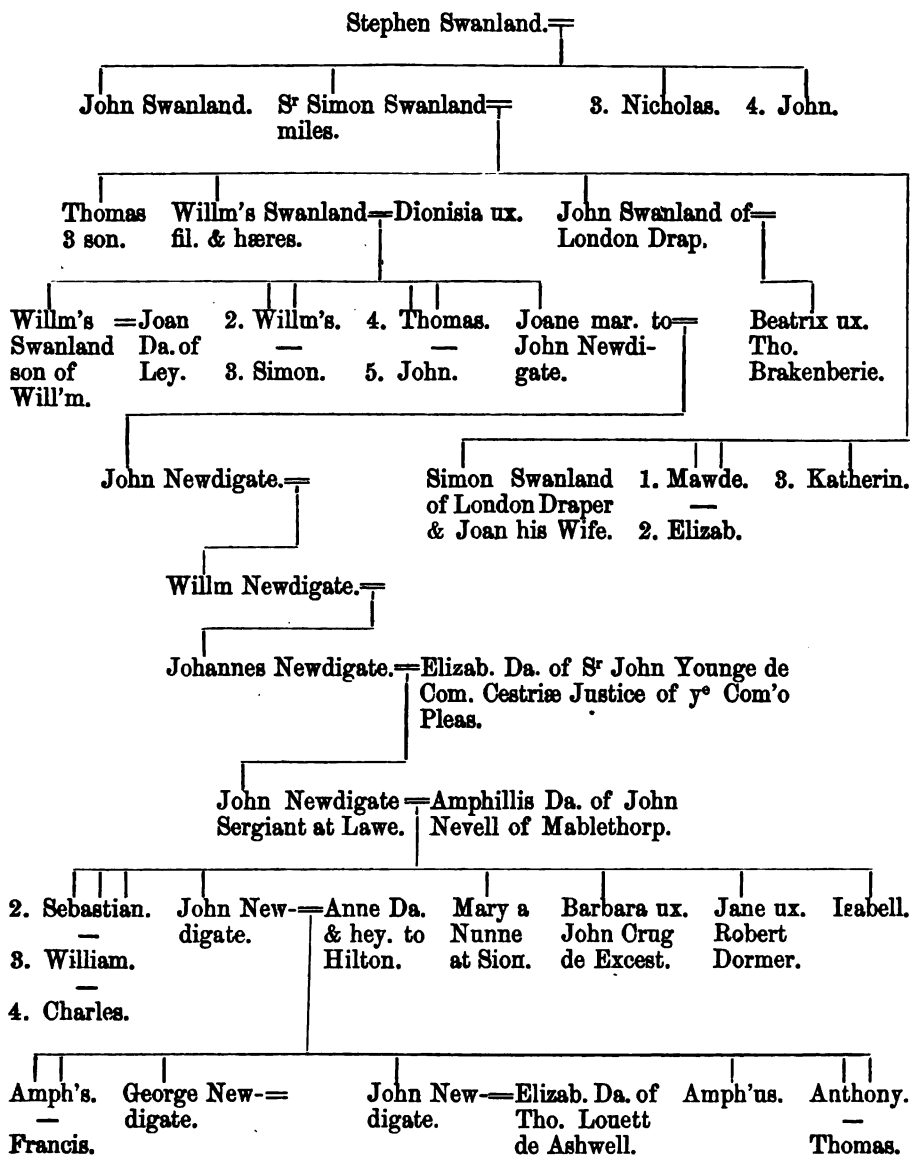 Stephen Swanland.=
John Swanland. Sr Simon Swanland= 3. Nicholas. 4. John.
miles.
Thomas Willm's Swanland=Dionisia ux. John Swanland of=
3 son. fil. & hæres. London Drap.
Willm's =Joan 2. Willm's. 4. Thomas. Joane mar. to= Beatrix ux.
Swanland Da. of — — John Newdi- Tho.
son of Ley. 3. Simon. 5. John. gate. Brakenberie.
Will'm.
John Newdigate.= Simon Swanland 1. Mawde. 3. Katherin.
of London Draper —
& Joan his Wife. 2. Elizab.
Willm Newdigate.=
Johannes Newdigate.=Elizab. Da. of Sr John Younge de
Com. Cestriæ Justice of ye Com'o
Pleas.
John Newdigate =Amphillis Da. of John
Sergiant at Lawe. Nevell of Mablethorp.
2. Sebastian. John New-=Anne Da. Mary a Barbara ux. Jane ux. Isabell.
— digate. & hey. to Nunne John Crug Robert
3. William. Hilton. at Sion. de Excest. Dormer.
—
4. Charles.
Amph's. George New-= John New-=Elizab. Da. of Amph'us. Anthony.
— digate. digate. Tho. Louett —
Francis. de Ashwell. Thomas.